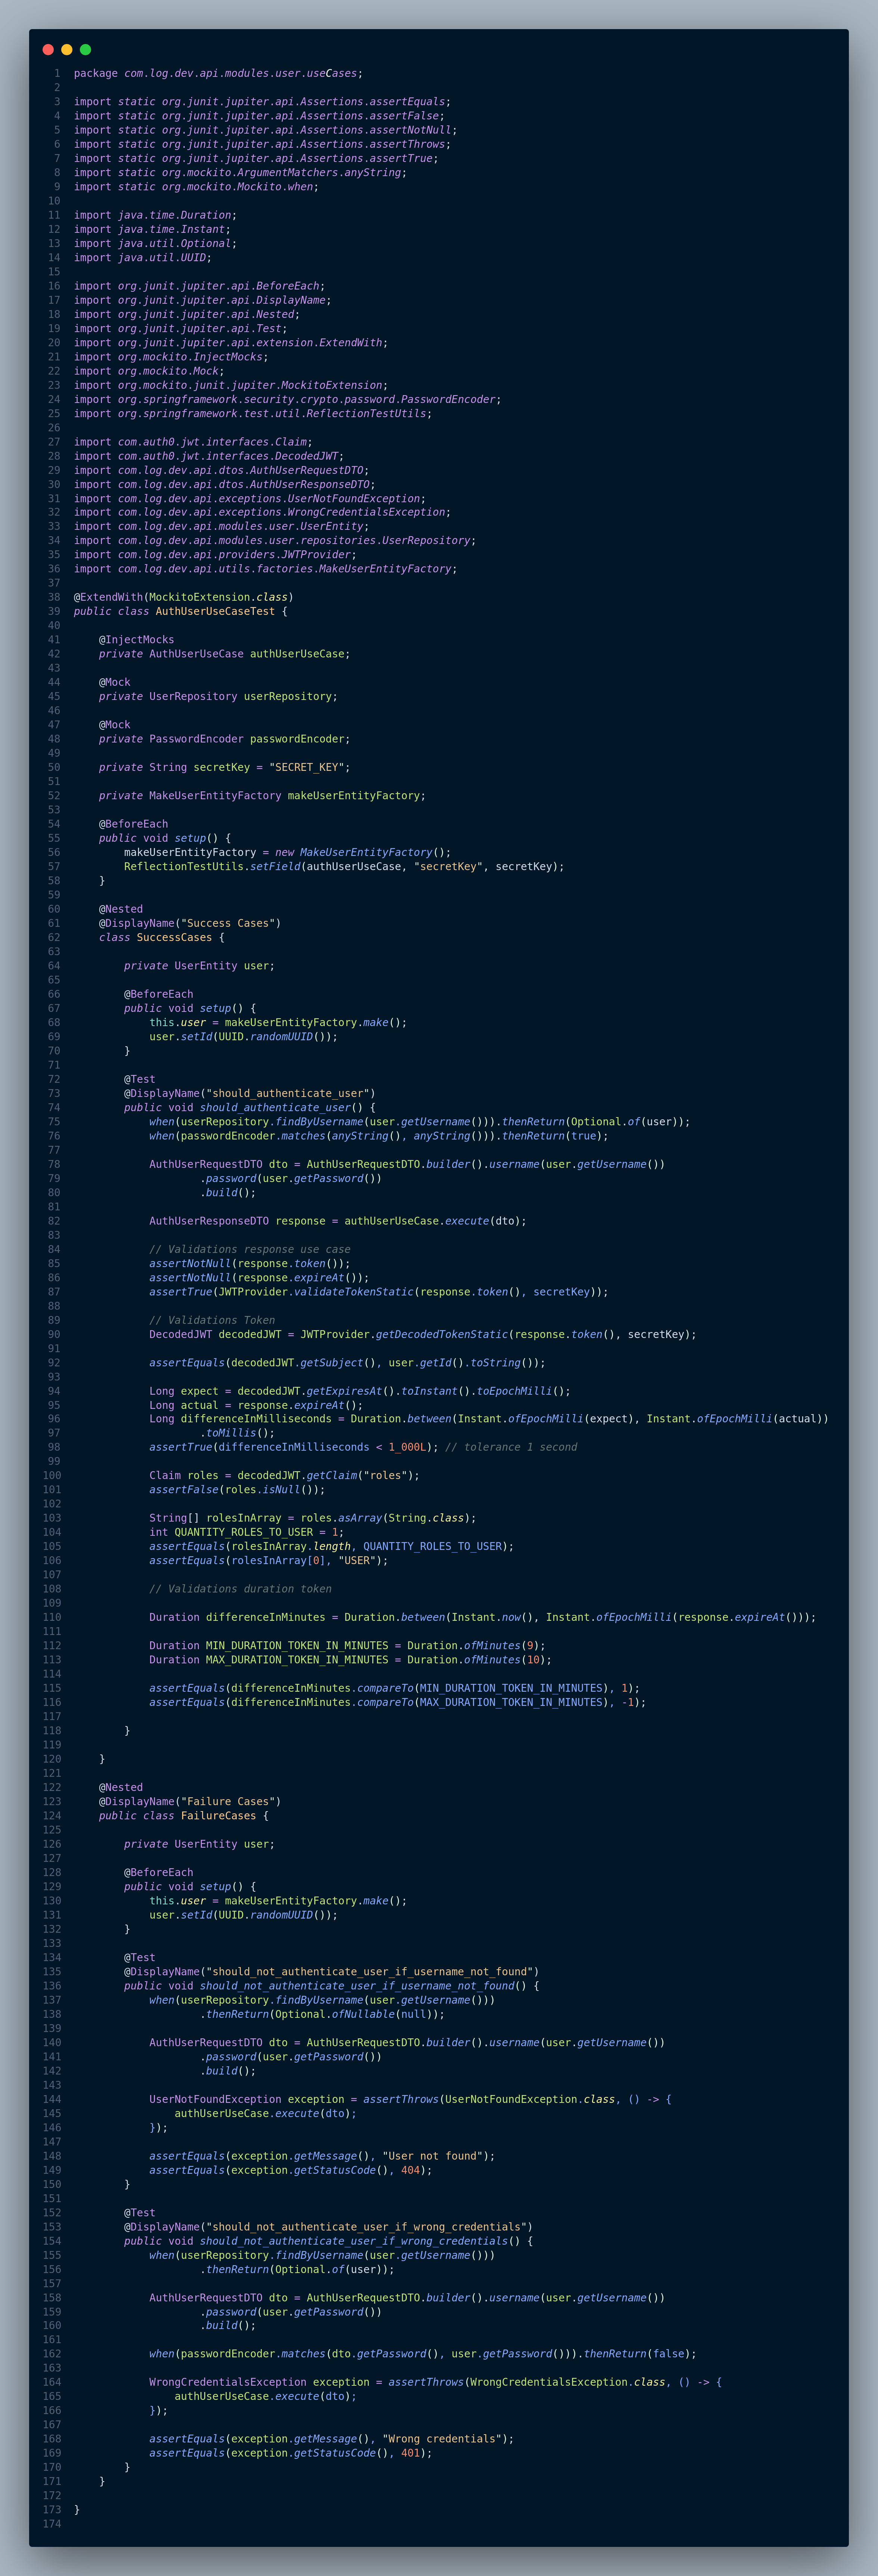 1 package com.log.dev.api.modules.user.useCases;
2
3 import static org.junit.jupiter.api.Assertions.assertEquals;
4 import static org.junit.jupiter.api.Assertions.assertFalse;
5 import static org.junit.jupiter.api.Assertions.assertNotNull;
6 import static org.junit.jupiter.api.Assertions.assertThrows;
7 import static org.junit.jupiter.api.Assertions.assertTrue;
8 import static org.mockito.ArgumentMatchers.anyString;
9 import static org.mockito.Mockito.when;
10
11 import java.time.Duration;
12 import java.time.Instant;
13 import java.util.Optional;
14 import java.util.UUID;
15
16 import org.junit.jupiter.api.BeforeEach;
17 import org.junit.jupiter.api.DisplayName;
18 import org.junit.jupiter.api.Nested;
19 import org.junit.jupiter.api.Test;
20 import org.junit.jupiter.api.extension.ExtendWith;
21 import org.mockito.InjectMocks;
22 import org.mockito.Mock;
23 import org.mockito.junit.jupiter.MockitoExtension;
24 import org.springframework.security.crypto.password.PasswordEncoder;
25 import org.springframework.test.util.ReflectionTestUtils;
26
27 import com.auth0.jwt.interfaces.Claim;
28 import com.auth0.jwt.interfaces.DecodedJWT;
29 import com.log.dev.api.dtos.AuthUserRequestDTO;
30 import com.log.dev.api.dtos.AuthUserResponseDTO;
31 import com.log.dev.api.exceptions.UserNotFoundException;
32 import com.log.dev.api.exceptions.WrongCredentialsException;
33 import com.log.dev.api.modules.user.UserEntity;
34 import com.log.dev.api.modules.user.repositories.UserRepository;
35 import com.log.dev.api.providers.JWTProvider;
36 import com.log.dev.api.utils.factories.MakeUserEntityFactory;
37
38 @ExtendWith(MockitoExtension.class)
39 public class AuthUserUseCaseTest {
40
41     @InjectMocks
42     private AuthUserUseCase authUserUseCase;
43
44     @Mock
45     private UserRepository userRepository;
46
47     @Mock
48     private PasswordEncoder passwordEncoder;
49
50     private String secretKey = "SECRET_KEY";
51
52     private MakeUserEntityFactory makeUserEntityFactory;
53
54     @BeforeEach
55     public void setup() {
56         makeUserEntityFactory = new MakeUserEntityFactory();
57         ReflectionTestUtils.setField(authUserUseCase, "secretKey", secretKey);
58     }
59
60     @Nested
61     @DisplayName("Success Cases")
62     class SuccessCases {
63
64         private UserEntity user;
65
66         @BeforeEach
67         public void setup() {
68             this.user = makeUserEntityFactory.make();
69             user.setId(UUID.randomUUID());
70         }
71
72         @Test
73         @DisplayName("should_authenticate_user")
74         public void should_authenticate_user() {
75             when(userRepository.findByUsername(user.getUsername())).thenReturn(Optional.of(user));
76             when(passwordEncoder.matches(anyString(), anyString())).thenReturn(true);
77
78             AuthUserRequestDTO dto = AuthUserRequestDTO.builder().username(user.getUsername())
79                     .password(user.getPassword())
80                     .build();
81
82             AuthUserResponseDTO response = authUserUseCase.execute(dto);
83
84             // Validations response use case
85             assertNotNull(response.token());
86             assertNotNull(response.expireAt());
87             assertTrue(JWTProvider.validateTokenStatic(response.token(), secretKey));
88
89             // Validations Token
90             DecodedJWT decodedJWT = JWTProvider.getDecodedTokenStatic(response.token(), secretKey);
91
92             assertEquals(decodedJWT.getSubject(), user.getId().toString());
93
94             Long expect = decodedJWT.getExpiresAt().toInstant().toEpochMilli();
95             Long actual = response.expireAt();
96             Long differenceInMilliseconds = Duration.between(Instant.ofEpochMilli(expect), Instant.ofEpochMilli(actual))
97                     .toMillis();
98             assertTrue(differenceInMilliseconds < 1_000L); // tolerance 1 second
99
100             Claim roles = decodedJWT.getClaim("roles");
101             assertFalse(roles.isNull());
102
103             String[] rolesInArray = roles.asArray(String.class);
104             int QUANTITY_ROLES_TO_USER = 1;
105             assertEquals(rolesInArray.length, QUANTITY_ROLES_TO_USER);
106             assertEquals(rolesInArray[0], "USER");
107
108             // Validations duration token
109
110             Duration differenceInMinutes = Duration.between(Instant.now(), Instant.ofEpochMilli(response.expireAt()));
111
112             Duration MIN_DURATION_TOKEN_IN_MINUTES = Duration.ofMinutes(9);
113             Duration MAX_DURATION_TOKEN_IN_MINUTES = Duration.ofMinutes(10);
114
115             assertEquals(differenceInMinutes.compareTo(MIN_DURATION_TOKEN_IN_MINUTES), 1);
116             assertEquals(differenceInMinutes.compareTo(MAX_DURATION_TOKEN_IN_MINUTES), -1);
117
118         }
119
120     }
121
122     @Nested
123     @DisplayName("Failure Cases")
124     public class FailureCases {
125
126         private UserEntity user;
127
128         @BeforeEach
129         public void setup() {
130             this.user = makeUserEntityFactory.make();
131             user.setId(UUID.randomUUID());
132         }
133
134         @Test
135         @DisplayName("should_not_authenticate_user_if_username_not_found")
136         public void should_not_authenticate_user_if_username_not_found() {
137             when(userRepository.findByUsername(user.getUsername()))
138                     .thenReturn(Optional.ofNullable(null));
139
140             AuthUserRequestDTO dto = AuthUserRequestDTO.builder().username(user.getUsername())
141                     .password(user.getPassword())
142                     .build();
143
144             UserNotFoundException exception = assertThrows(UserNotFoundException.class, () -> {
145                 authUserUseCase.execute(dto);
146             });
147
148             assertEquals(exception.getMessage(), "User not found");
149             assertEquals(exception.getStatusCode(), 404);
150         }
151
152         @Test
153         @DisplayName("should_not_authenticate_user_if_wrong_credentials")
154         public void should_not_authenticate_user_if_wrong_credentials() {
155             when(userRepository.findByUsername(user.getUsername()))
156                     .thenReturn(Optional.of(user));
157
158             AuthUserRequestDTO dto = AuthUserRequestDTO.builder().username(user.getUsername())
159                     .password(user.getPassword())
160                     .build();
161
162             when(passwordEncoder.matches(dto.getPassword(), user.getPassword())).thenReturn(false);
163
164             WrongCredentialsException exception = assertThrows(WrongCredentialsException.class, () -> {
165                 authUserUseCase.execute(dto);
166             });
167
168             assertEquals(exception.getMessage(), "Wrong credentials");
169             assertEquals(exception.getStatusCode(), 401);
170         }
171     }
172
173 }
174